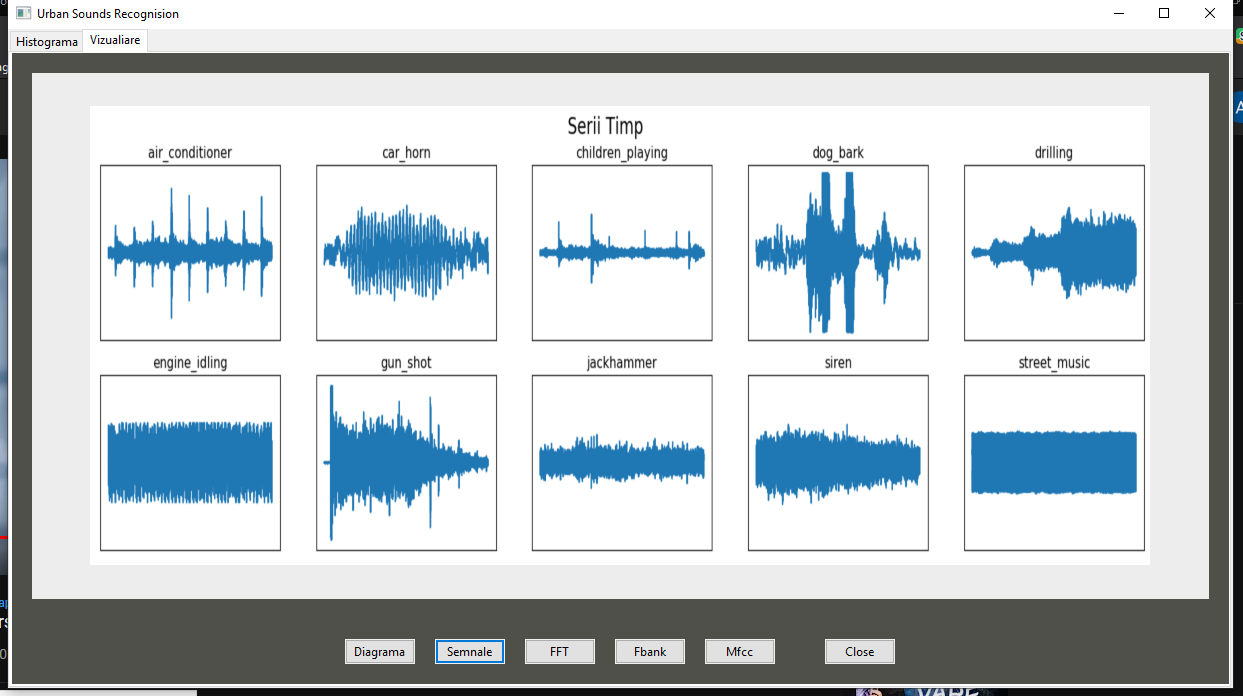 Urban Sounds Recognision
Histograma Vizualiare
Serii Timp
air_conditioner car_horn children_playing dog_bark drilling
engine_idling gun_shot jackhammer siren street_music
Diagrama Semnale FFT Fbank Mfcc Close